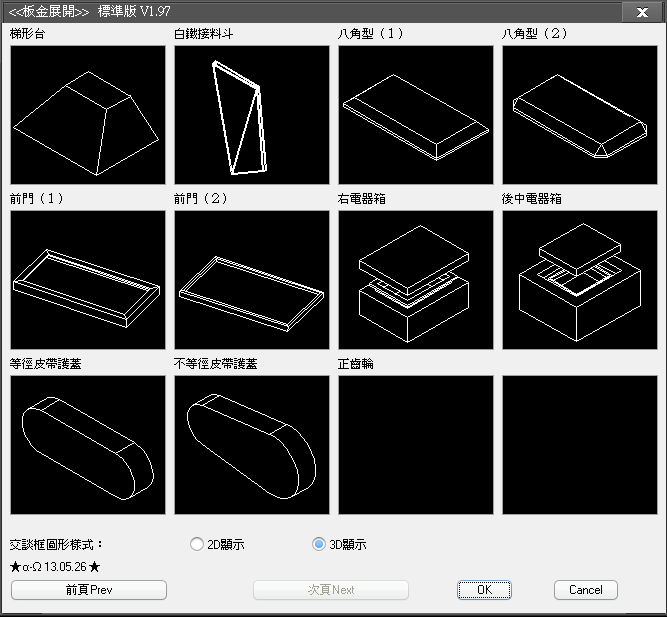 <<板金展開>> 標準版 V1.97
梯形台 白鐵接料斗 八角型（1） 八角型（2）
前門（1） 前門（2） 右電器箱 後中電器箱
等徑皮帶護蓋 不等徑皮帶護蓋 正齒輪
交談框圖形樣式： 2D顯示 3D顯示
★α-Ω 13.05.26★
前頁Prev 次頁Next OK Cancel